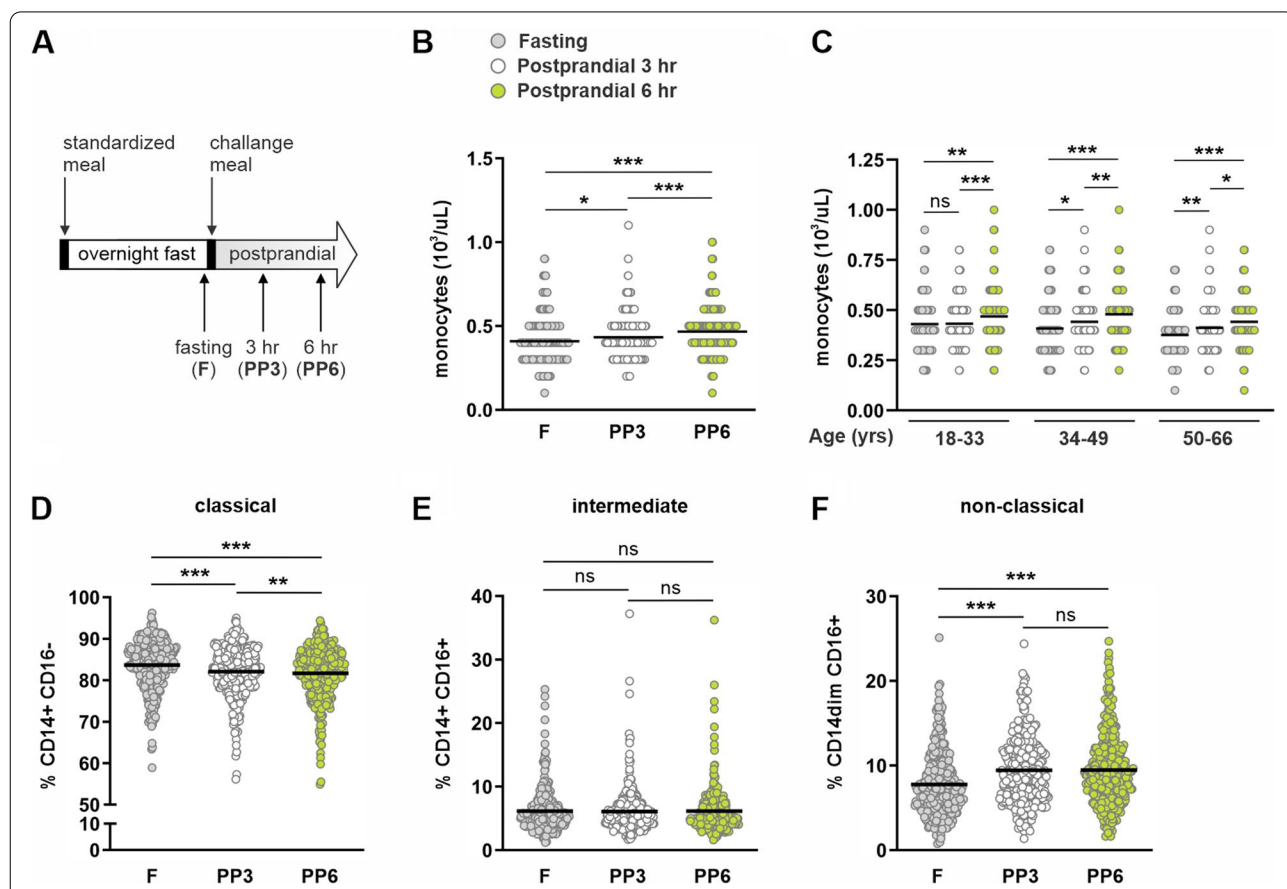 A
standardized
meal
challange
meal
overnight fast
postprandial
fasting
(F)
3 hr
(PP3)
6 hr
(PP6)
B
Fasting
Postprandial 3 hr
Postprandial 6 hr
monocytes (10³/uL)
1.5
1.0
0.5
0.0
***
*
***
F PP3 PP6
C
monocytes (10³/uL)
1.25
1.00
0.75
0.50
0.25
0.00
**
***
ns
***
**
*
***
*
**
Age (yrs) 18-33 34-49 50-66
D
classical
% CD14+ CD16-
100
90
80
70
60
50
10
0
***
***
**
F PP3 PP6
E
intermediate
% CD14+ CD16+
40
30
20
10
0
ns
ns
ns
F PP3 PP6
F
non-classical
% CD14dim CD16+
30
20
10
0
***
***
ns
F PP3 PP6